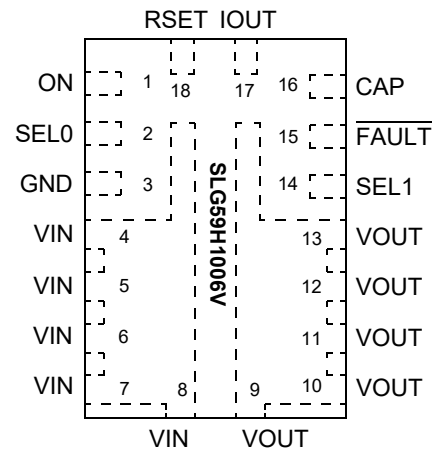 RSET IOUT
ON 1 18 17 16 CAP
SEL0 2 15 FAULT
GND 3 14 SEL1
VIN 4 13 VOUT
VIN 5 12 VOUT
VIN 6 11 VOUT
VIN 7 8 9 10 VOUT
VIN VOUT
SLG59H1006V